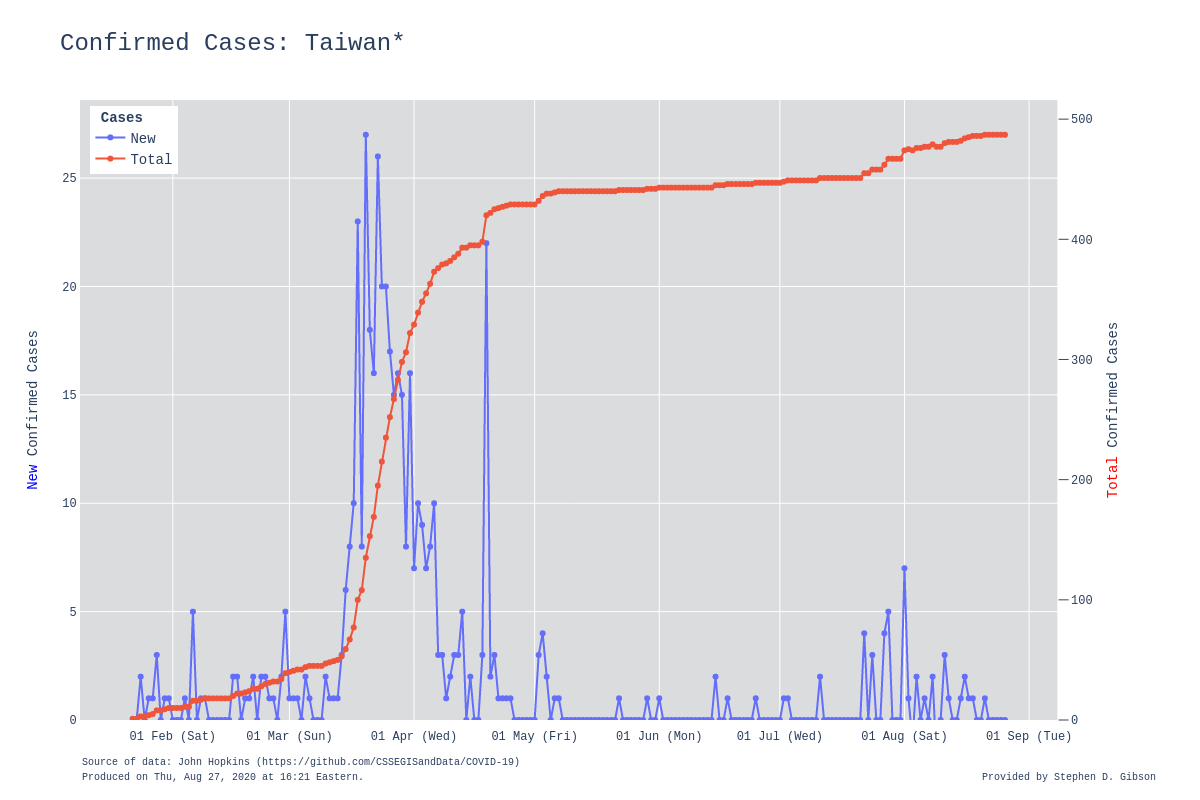 Confirmed Cases: Taiwan*
Cases
New
Total
25
20
15
10
5
0
500
400
300
200
100
0
New Confirmed Cases
Total Confirmed Cases
01 Feb (Sat) 01 Mar (Sun) 01 Apr (Wed) 01 May (Fri) 01 Jun (Mon) 01 Jul (Wed) 01 Aug (Sat) 01 Sep (Tue)
Source of data: John Hopkins (https://github.com/CSSEGISandData/COVID-19)
Produced on Thu, Aug 27, 2020 at 16:21 Eastern.
Provided by Stephen D. Gibson